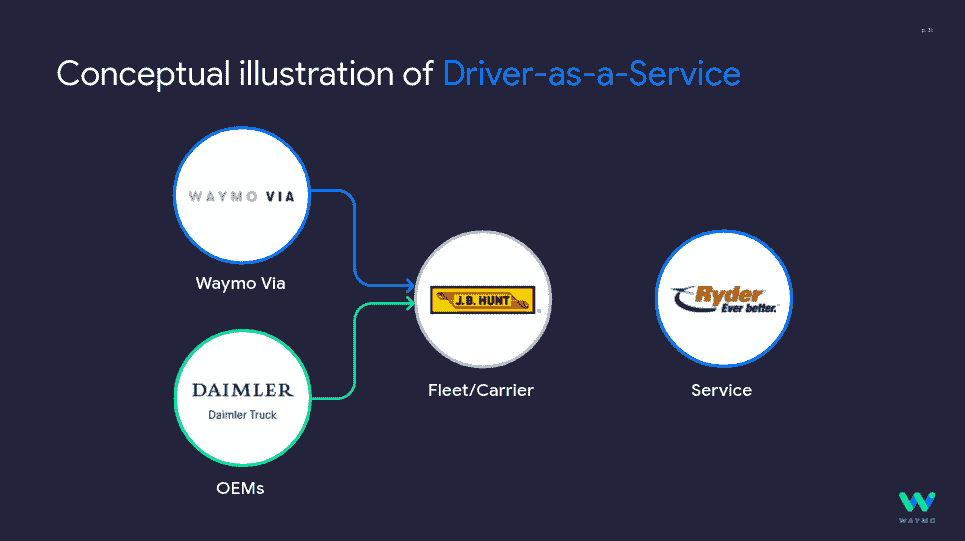 p. 31
Conceptual illustration of Driver-as-a-Service
WAYMO VIA
Waymo Via
DAIMLER
Daimler Truck
OEMs
J.B. HUNT
Fleet/Carrier
Ryder
Ever better.™
Service
WAYMO